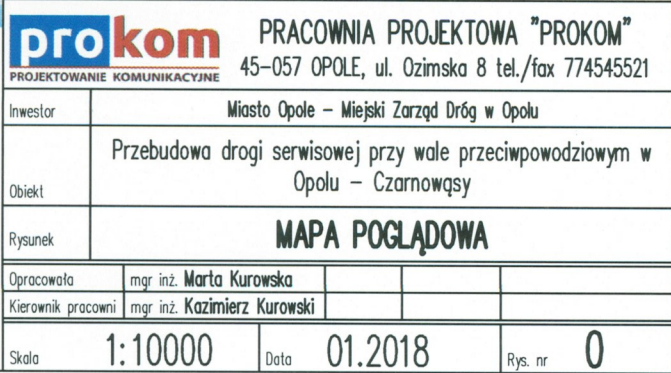 prokom
PROJEKTOWANIE KOMUNIKACYJNE
PRACOWNIA PROJEKTOWA "PROKOM"
45-057 OPOLE, ul. Ozimska 8 tel./fax 774545521
Inwestor Miasto Opole – Miejski Zarząd Dróg w Opolu
Obiekt Przebudowa drogi serwisowej przy wale przeciwpowodziowym w
Opolu – Czarnowąsy
Rysunek MAPA POGLĄDOWA
Opracowała mgr inż. Marta Kurowska
Kierownik pracowni mgr inż. Kazimierz Kurowski
Skala 1:10000 Data 01.2018 Rys. nr 0